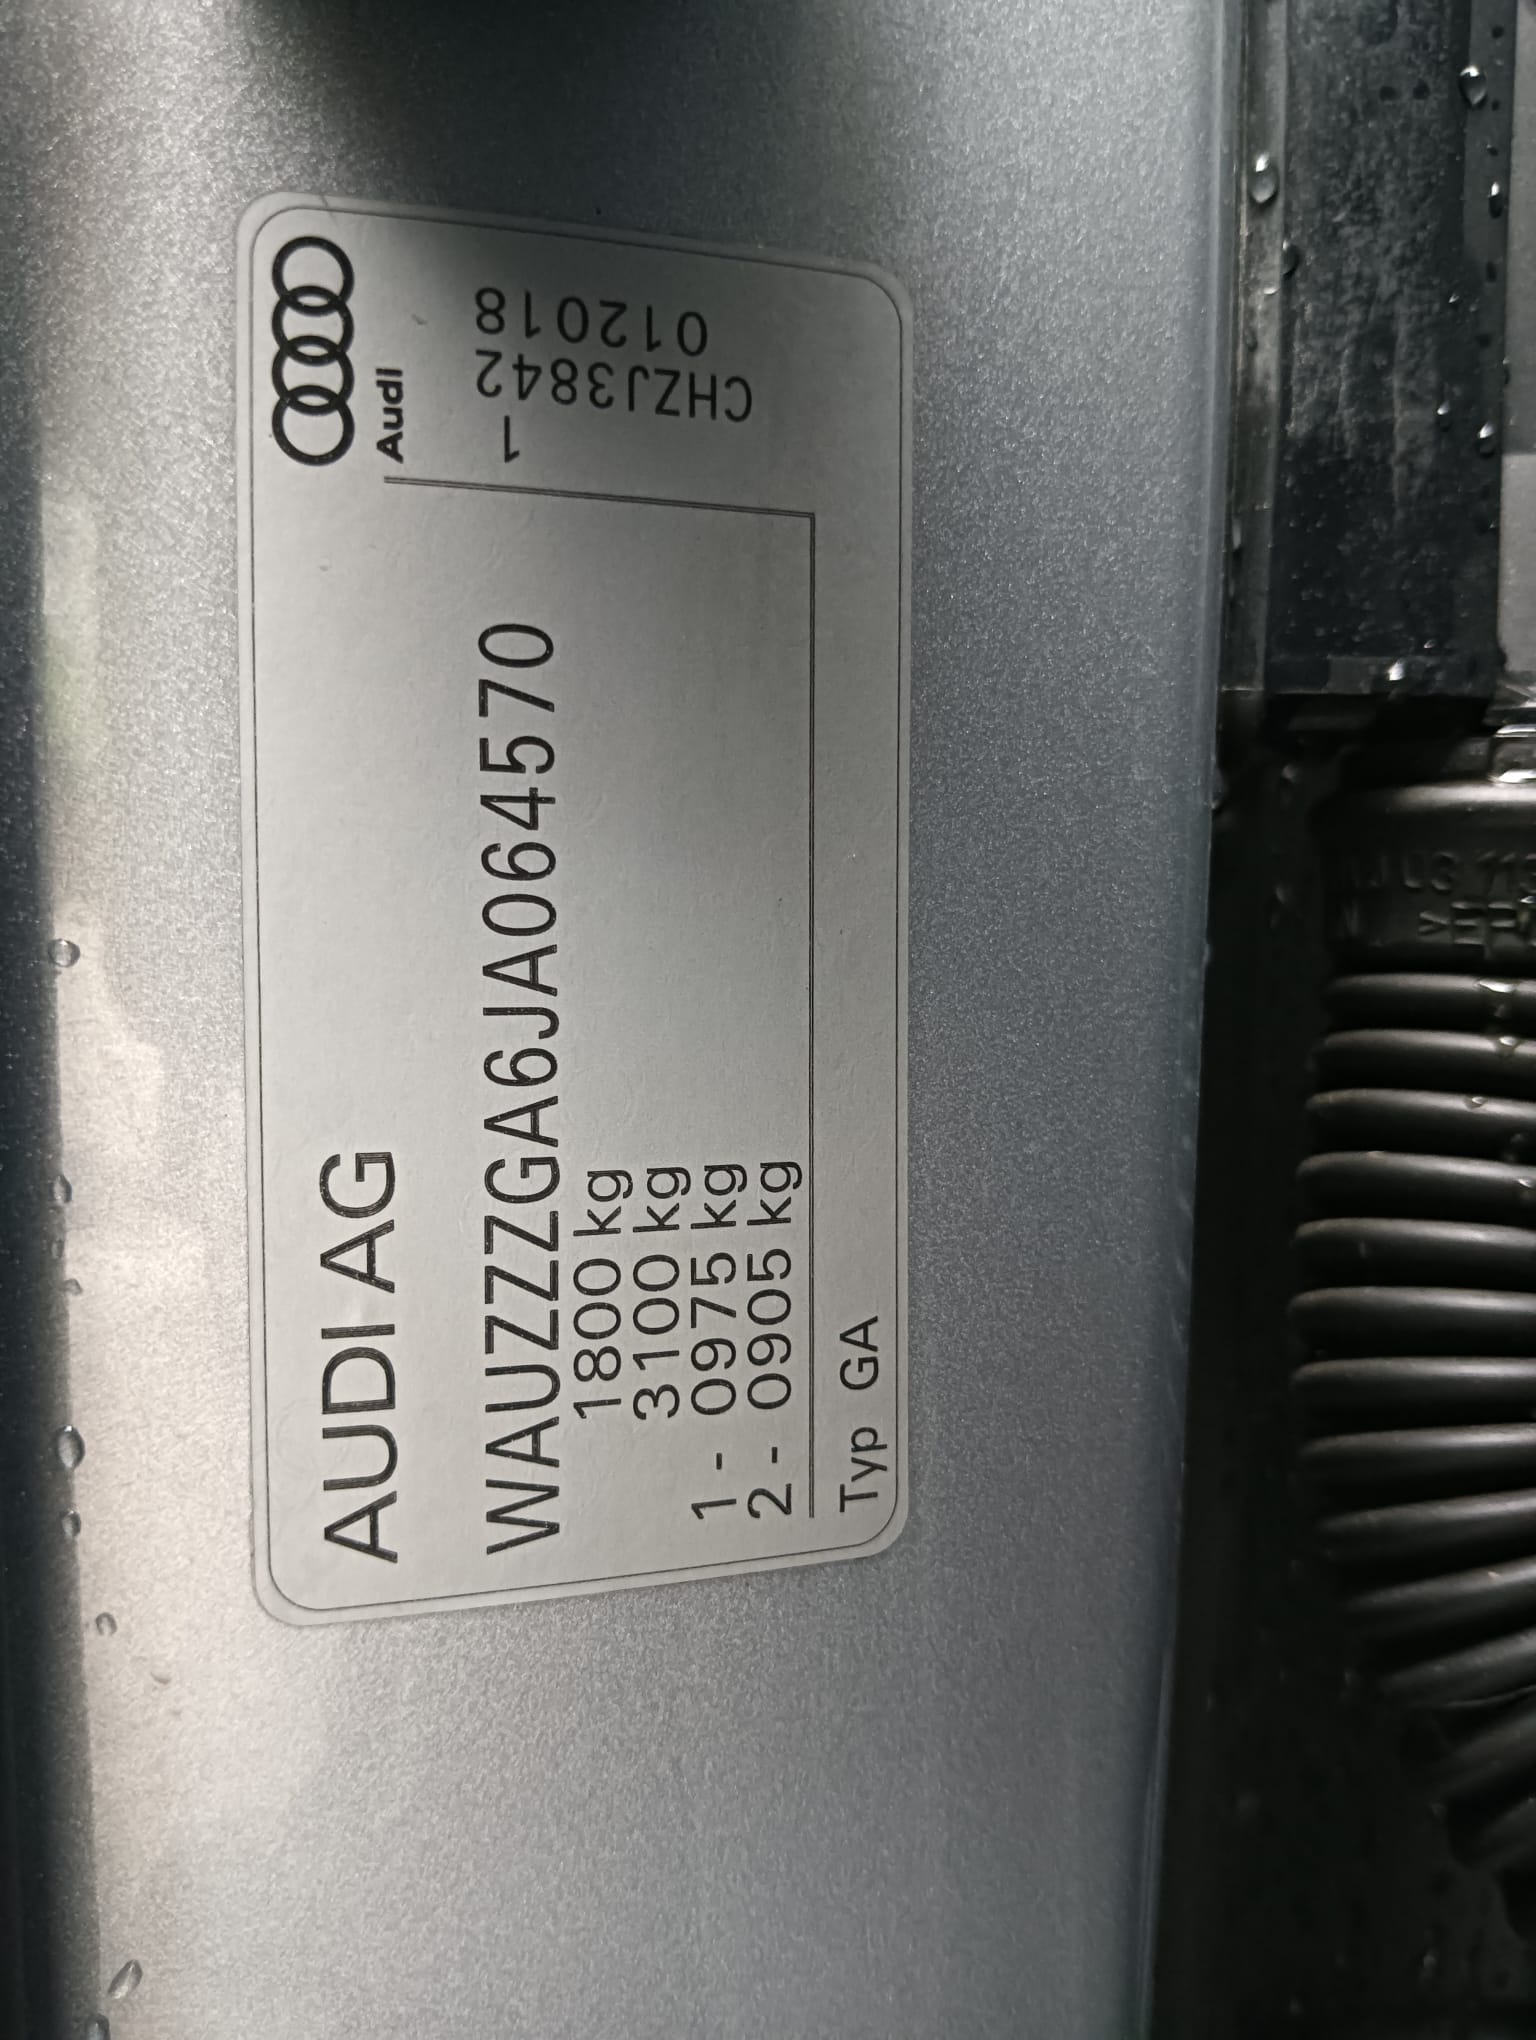 AUDI AG
Audi
WAUZZZGA6JA064570
1800 kg
3100 kg
1 - 0975 kg
2 - 0905 kg
Typ GA
1
CHZJ3842
012018